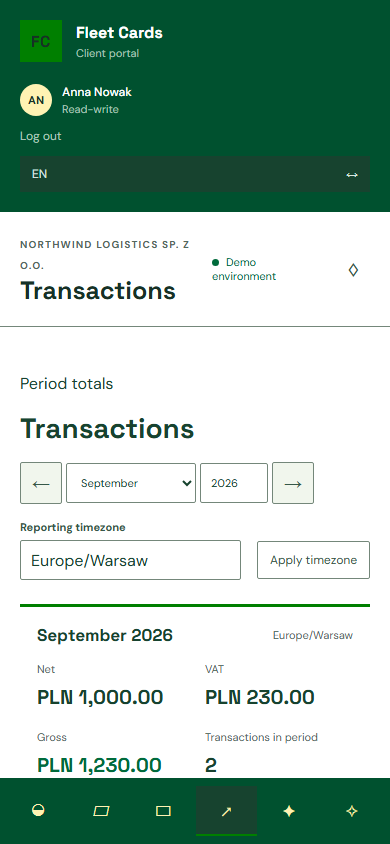 FC
Fleet Cards
Client portal
AN
Anna Nowak
Read-write
Log out
EN
NORTHWIND LOGISTICS SP. Z
O.O.
Transactions
Demo
environment
Period totals
Transactions
September
2026
Reporting timezone
Europe/Warsaw
Apply timezone
September 2026
Europe/Warsaw
Net
VAT
PLN 1,000.00
PLN 230.00
Gross
Transactions in period
PLN 1,230.00
2